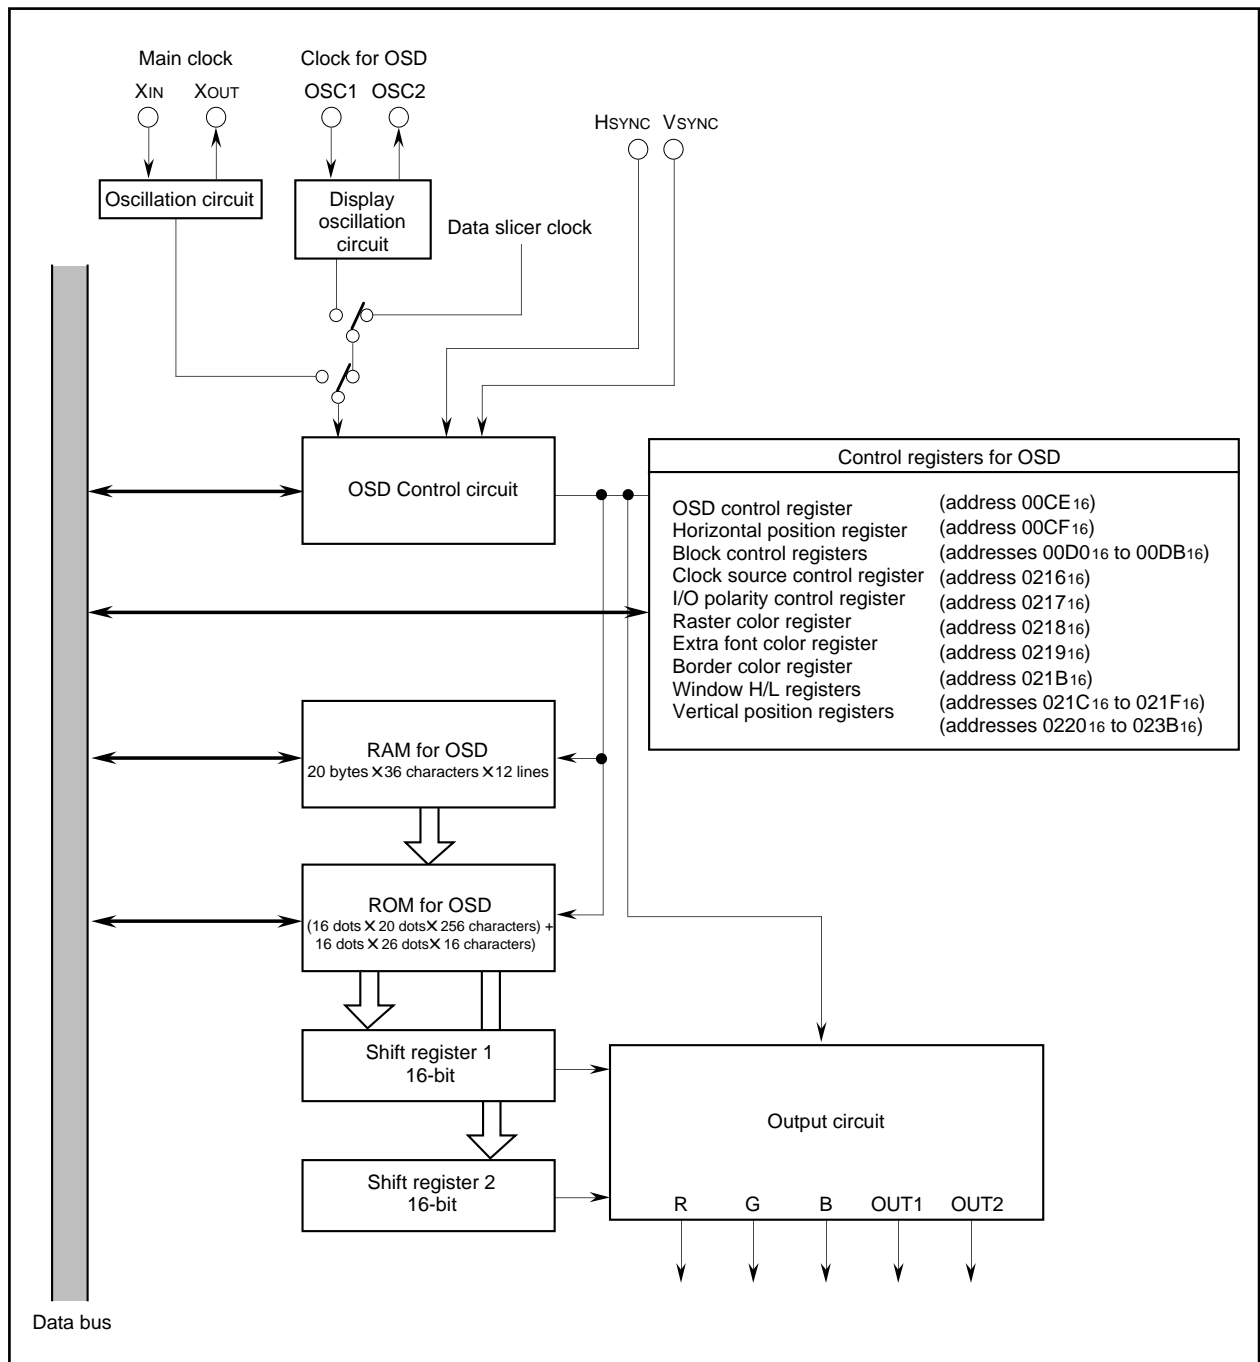 Main clock
Clock for OSD
XIN XOUT
OSC1 OSC2
HSYNC VSYNC
Oscillation circuit
Display
oscillation
circuit
Data slicer clock
OSD Control circuit
Control registers for OSD
OSD control register (address 00CE16)
Horizontal position register (address 00CF16)
Block control registers (addresses 00D016 to 00DB16)
Clock source control register (address 021616)
I/O polarity control register (address 021716)
Raster color register (address 021816)
Extra font color register (address 021916)
Border color register (address 021B16)
Window H/L registers (addresses 021C16 to 021F16)
Vertical position registers (addresses 022016 to 023B16)
RAM for OSD
20 bytes ✕ 36 characters ✕ 12 lines
ROM for OSD
(16 dots ✕ 20 dots ✕ 256 characters) +
16 dots ✕ 26 dots ✕ 16 characters)
Shift register 1
16-bit
Output circuit
Shift register 2
16-bit
R G B OUT1 OUT2
Data bus